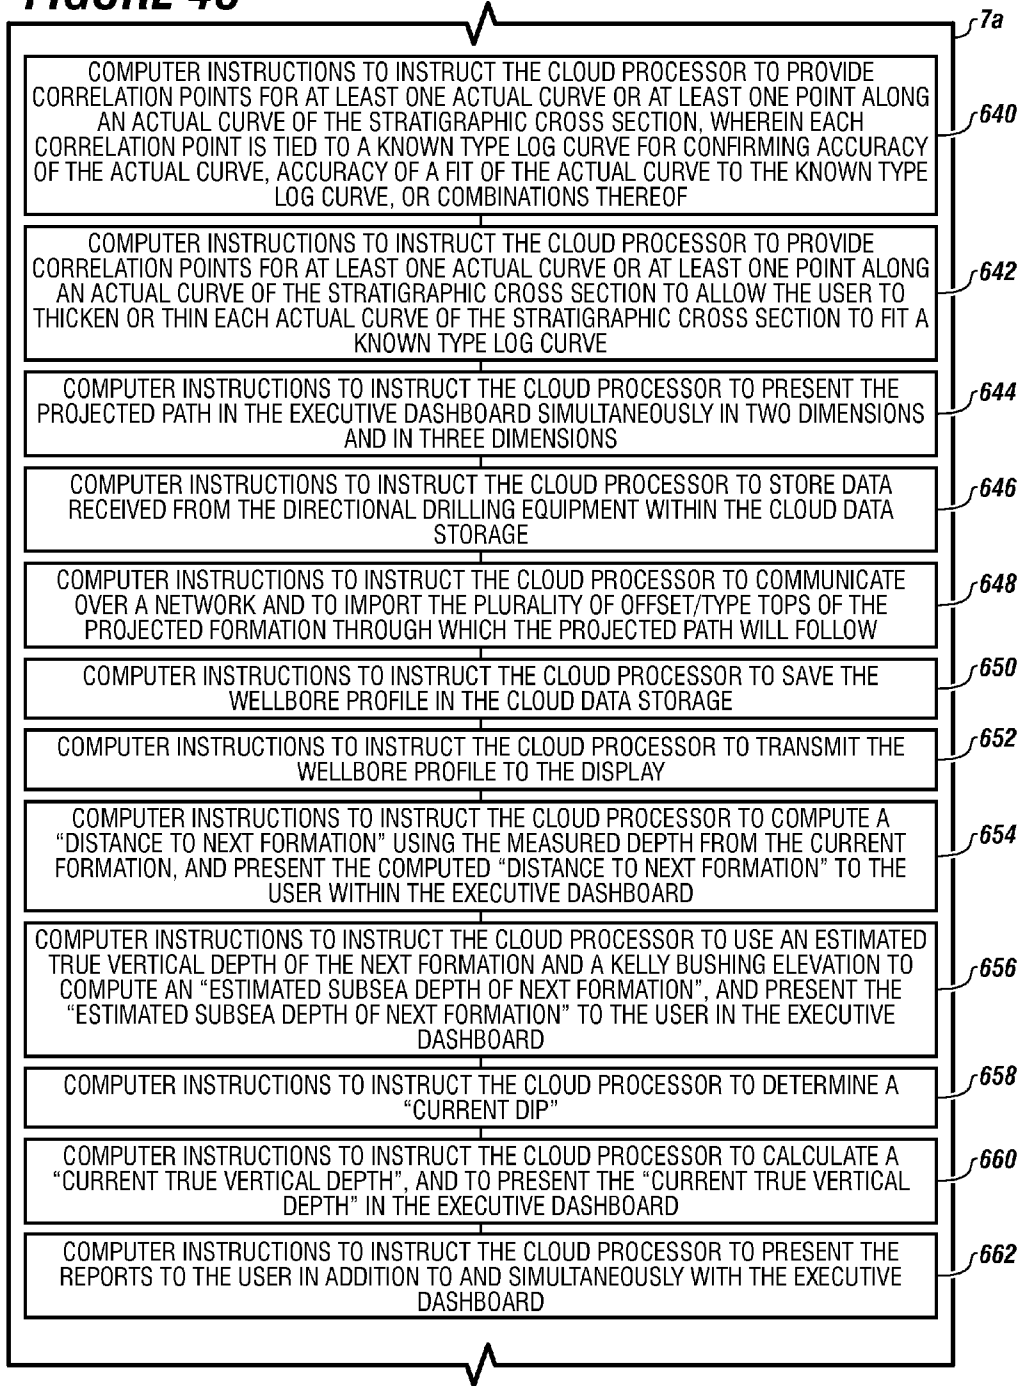 7a
COMPUTER INSTRUCTIONS TO INSTRUCT THE CLOUD PROCESSOR TO PROVIDE
CORRELATION POINTS FOR AT LEAST ONE ACTUAL CURVE OR AT LEAST ONE POINT ALONG
AN ACTUAL CURVE OF THE STRATIGRAPHIC CROSS SECTION, WHEREIN EACH
CORRELATION POINT IS TIED TO A KNOWN TYPE LOG CURVE FOR CONFIRMING ACCURACY
OF THE ACTUAL CURVE, ACCURACY OF A FIT OF THE ACTUAL CURVE TO THE KNOWN TYPE
LOG CURVE, OR COMBINATIONS THEREOF
640
COMPUTER INSTRUCTIONS TO INSTRUCT THE CLOUD PROCESSOR TO PROVIDE
CORRELATION POINTS FOR AT LEAST ONE ACTUAL CURVE OR AT LEAST ONE POINT ALONG
AN ACTUAL CURVE OF THE STRATIGRAPHIC CROSS SECTION TO ALLOW THE USER TO
THICKEN OR THIN EACH ACTUAL CURVE OF THE STRATIGRAPHIC CROSS SECTION TO FIT A
KNOWN TYPE LOG CURVE
642
COMPUTER INSTRUCTIONS TO INSTRUCT THE CLOUD PROCESSOR TO PRESENT THE
PROJECTED PATH IN THE EXECUTIVE DASHBOARD SIMULTANEOUSLY IN TWO DIMENSIONS
AND IN THREE DIMENSIONS
644
COMPUTER INSTRUCTIONS TO INSTRUCT THE CLOUD PROCESSOR TO STORE DATA
RECEIVED FROM THE DIRECTIONAL DRILLING EQUIPMENT WITHIN THE CLOUD DATA
STORAGE
646
COMPUTER INSTRUCTIONS TO INSTRUCT THE CLOUD PROCESSOR TO COMMUNICATE
OVER A NETWORK AND TO IMPORT THE PLURALITY OF OFFSET/TYPE TOPS OF THE
PROJECTED FORMATION THROUGH WHICH THE PROJECTED PATH WILL FOLLOW
648
COMPUTER INSTRUCTIONS TO INSTRUCT THE CLOUD PROCESSOR TO SAVE THE
WELLBORE PROFILE IN THE CLOUD DATA STORAGE
650
COMPUTER INSTRUCTIONS TO INSTRUCT THE CLOUD PROCESSOR TO TRANSMIT THE
WELLBORE PROFILE TO THE DISPLAY
652
COMPUTER INSTRUCTIONS TO INSTRUCT THE CLOUD PROCESSOR TO COMPUTE A
“DISTANCE TO NEXT FORMATION” USING THE MEASURED DEPTH FROM THE CURRENT
FORMATION, AND PRESENT THE COMPUTED “DISTANCE TO NEXT FORMATION” TO THE
USER WITHIN THE EXECUTIVE DASHBOARD
654
COMPUTER INSTRUCTIONS TO INSTRUCT THE CLOUD PROCESSOR TO USE AN ESTIMATED
TRUE VERTICAL DEPTH OF THE NEXT FORMATION AND A KELLY BUSHING ELEVATION TO
COMPUTE AN “ESTIMATED SUBSEA DEPTH OF NEXT FORMATION”, AND PRESENT THE
“ESTIMATED SUBSEA DEPTH OF NEXT FORMATION” TO THE USER IN THE EXECUTIVE
DASHBOARD
656
COMPUTER INSTRUCTIONS TO INSTRUCT THE CLOUD PROCESSOR TO DETERMINE A
“CURRENT DIP”
658
COMPUTER INSTRUCTIONS TO INSTRUCT THE CLOUD PROCESSOR TO CALCULATE A
“CURRENT TRUE VERTICAL DEPTH”, AND TO PRESENT THE “CURRENT TRUE VERTICAL
DEPTH” IN THE EXECUTIVE DASHBOARD
660
COMPUTER INSTRUCTIONS TO INSTRUCT THE CLOUD PROCESSOR TO PRESENT THE
REPORTS TO THE USER IN ADDITION TO AND SIMULTANEOUSLY WITH THE EXECUTIVE
DASHBOARD
662